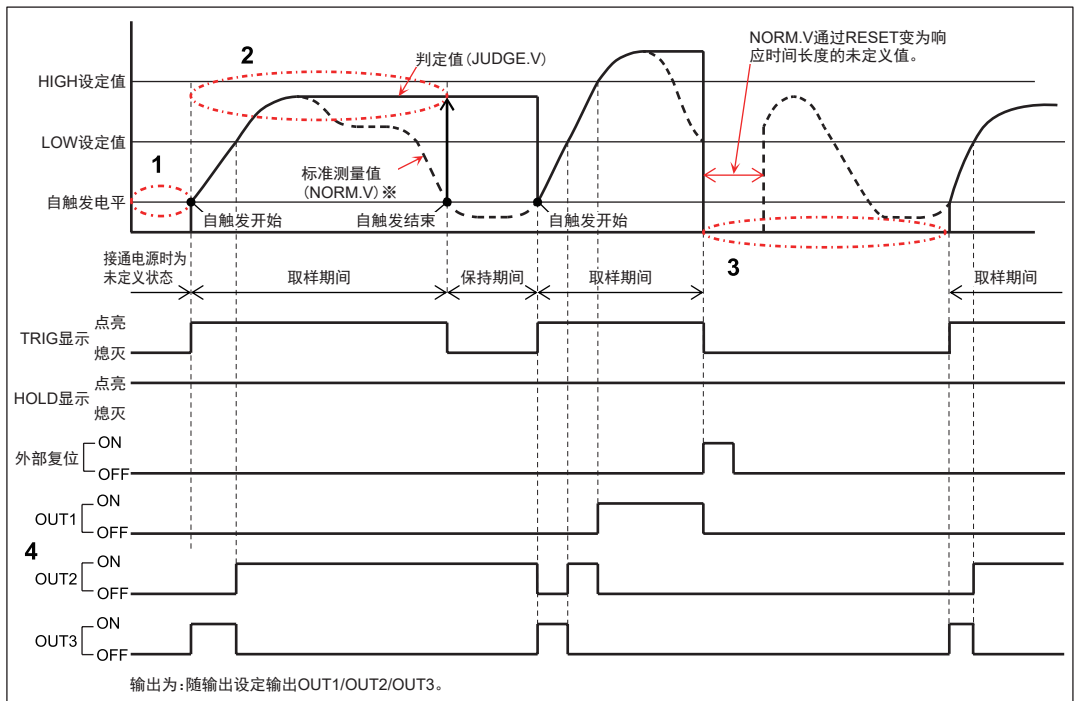 2
判定值(JUDGE.V)
NORM.V通过RESET变为响
应时间长度的未定义值。
HIGH设定值
LOW设定值
1
标准测量值
(NORM.V)※
自触发电平
自触发开始
自触发结束
自触发开始
3
接通电源时为
未定义状态
取样期间
保持期间
取样期间
取样期间
TRIG显示
点亮
熄灭
HOLD显示
点亮
熄灭
外部复位
ON
OFF
OUT1
ON
OFF
4
OUT2
ON
OFF
OUT3
ON
OFF
输出为:随输出设定输出OUT1/OUT2/OUT3。